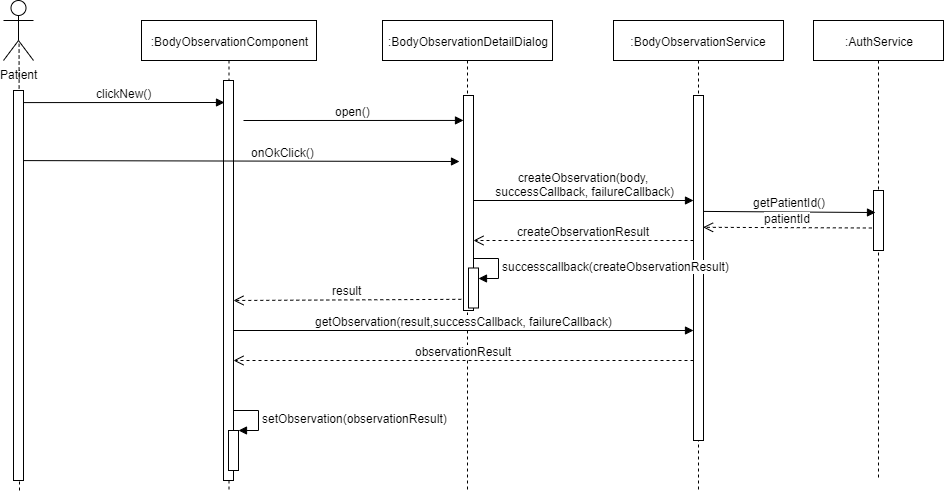 :BodyObservationComponent
:BodyObservationDetailDialog
:BodyObservationService
:AuthService
Patient
clickNew()
open()
onOkClick()
createObservation(body,
successCallback, failureCallback)
getPatientId()
patientId
createObservationResult
successcallback(createObservationResult)
result
getObservation(result,successCallback, failureCallback)
observationResult
setObservation(observationResult)